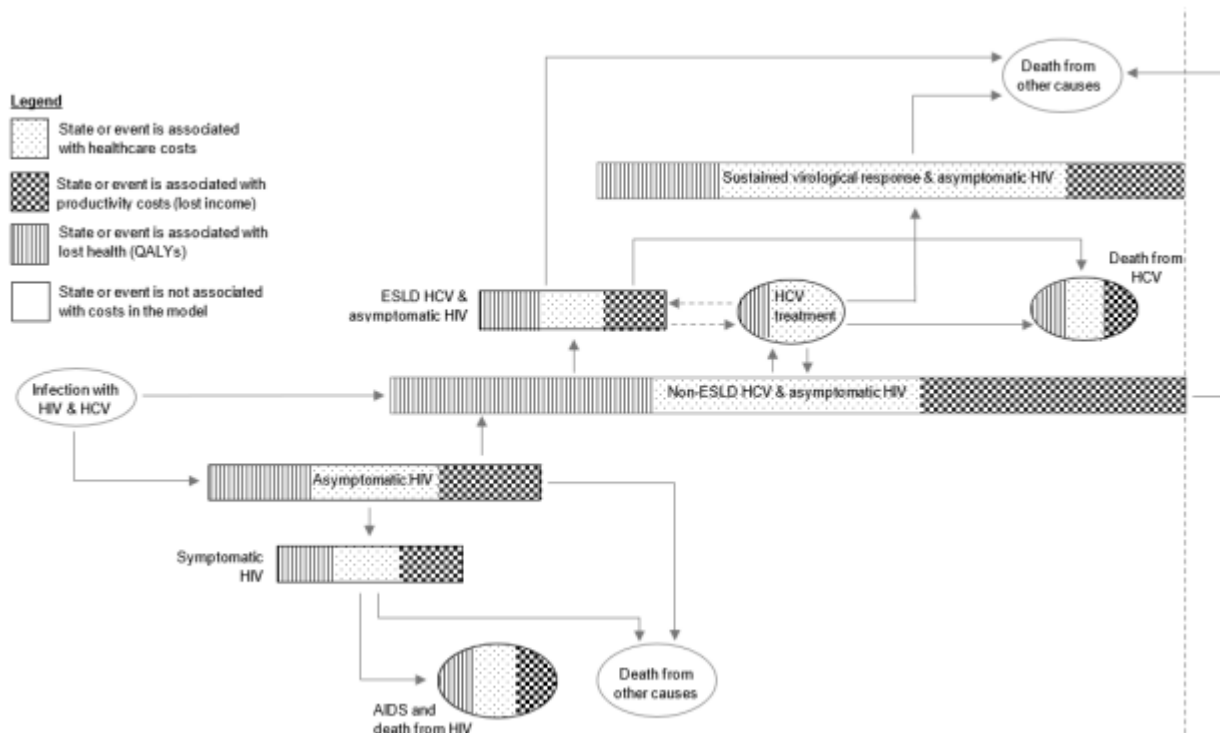 Death from
other causes
Legend
State or event is associated
with healthcare costs
State or event is associated with
productivity costs (lost income)
State or event is associated with
lost health (QALYs)
State or event is not associated
with costs in the model
Sustained virological response & asymptomatic HIV
Death from
HCV
ESLD HCV &
asymptomatic HIV
HCV
treatment
Infection with
HIV & HCV
Non-ESLD HCV & asymptomatic HIV
Asymptomatic HIV
Symptomatic
HIV
Death from
other causes
AIDS and
death from HIV